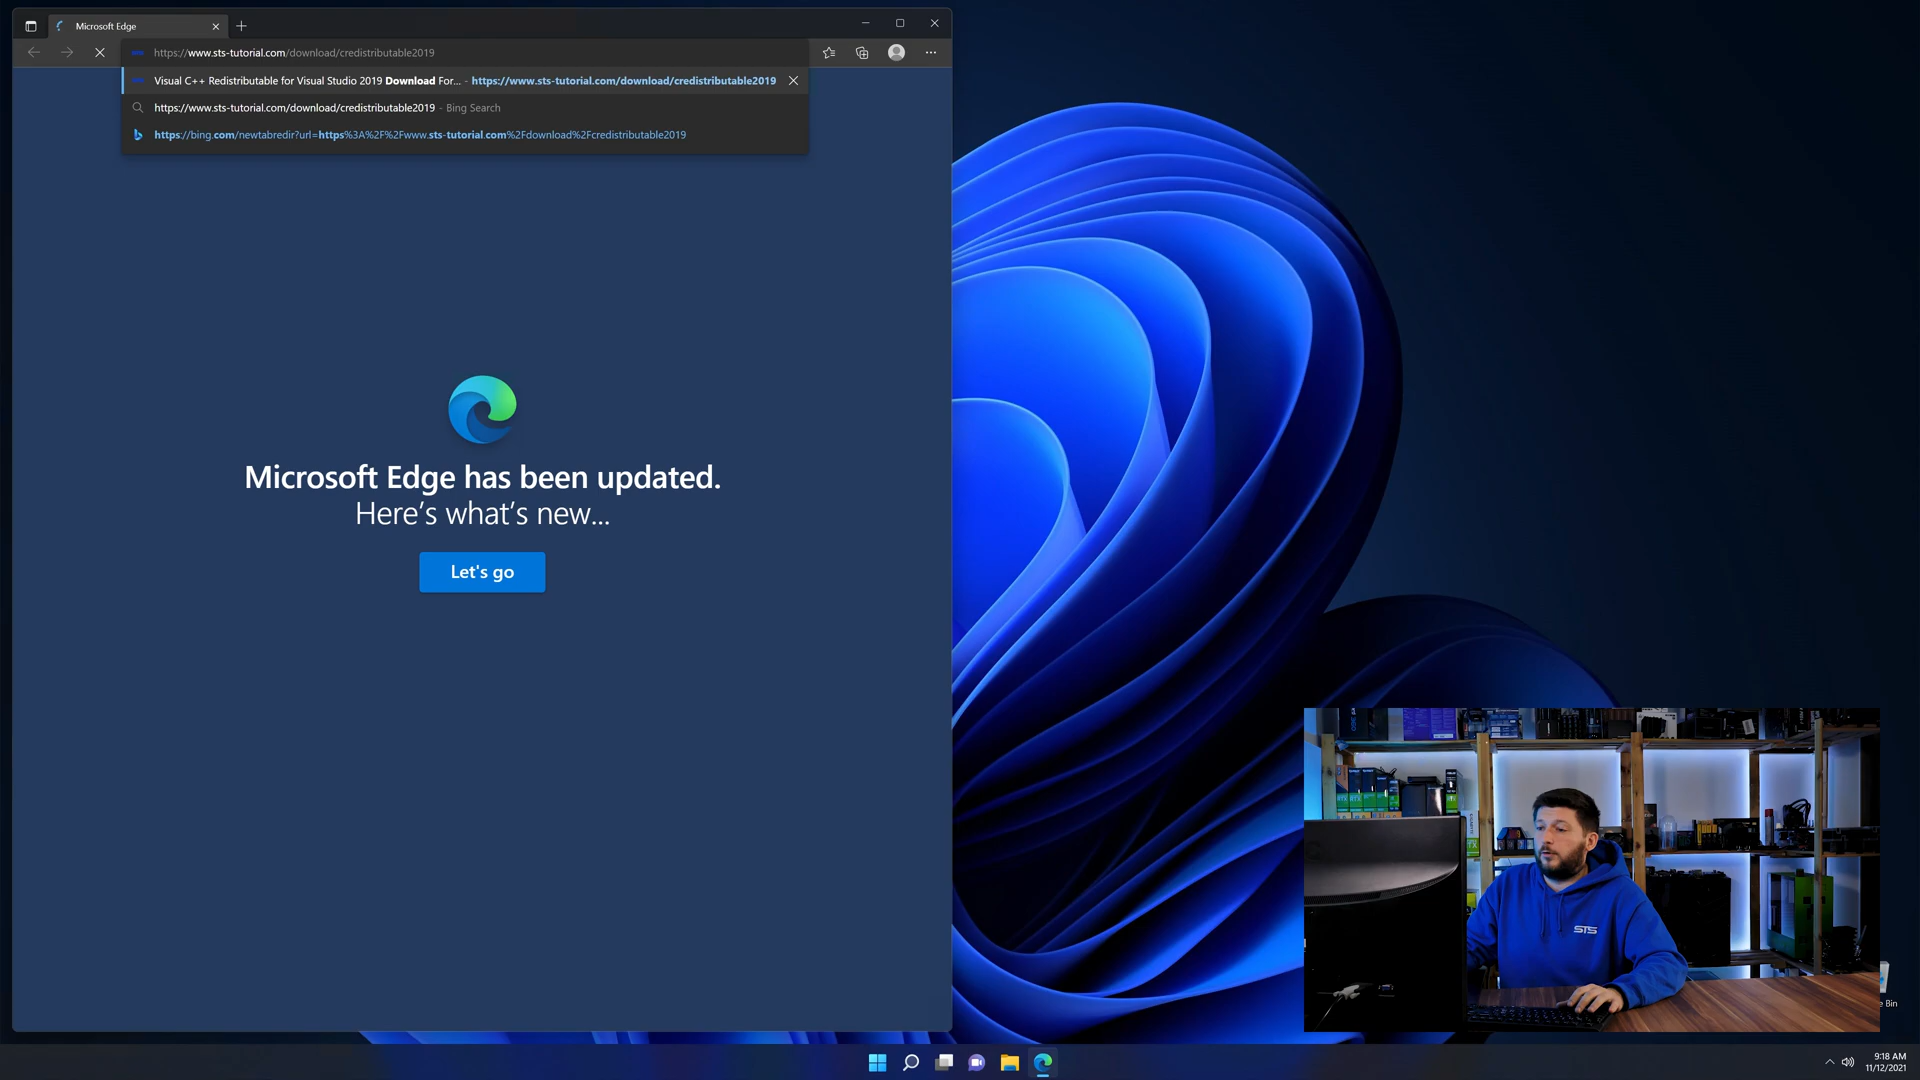 Microsoft Edge
https://www.sts-tutorial.com/download/credistributable2019
Visual C++ Redistributable for Visual Studio 2019 Download For... - https://www.sts-tutorial.com/download/credistributable2019
https://www.sts-tutorial.com/download/credistributable2019 - Bing Search
https://bing.com/newtabredir?url=https%3A%2F%2Fwww.sts-tutorial.com%2Fdownload%2Fcredistributable2019
Microsoft Edge has been updated.
Here's what's new...
Let's go
STS
e Bin
9:18 AM
11/12/2021